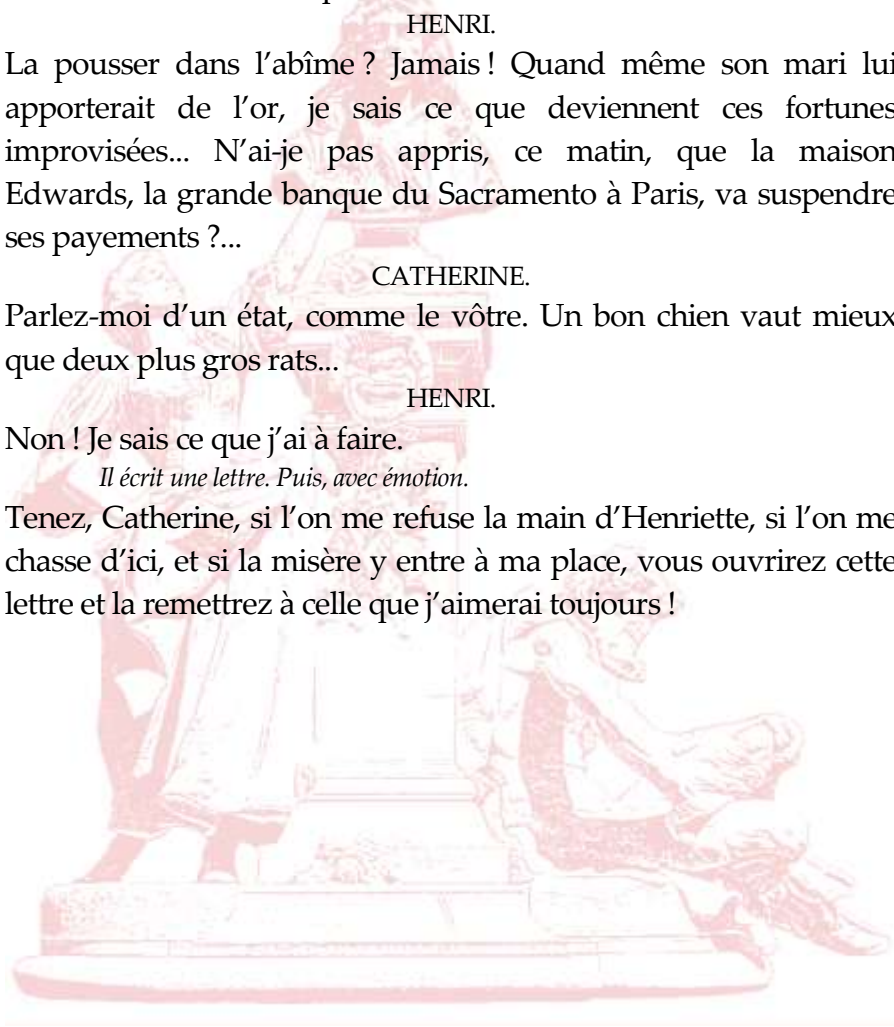 HENRI.
La pousser dans l’abîme ? Jamais ! Quand même son mari lui
apporterait de l’or, je sais ce que deviennent ces fortunes
improvisées... N’ai-je pas appris, ce matin, que la maison
Edwards, la grande banque du Sacramento à Paris, va suspendre
ses payements ?...
CATHERINE.
Parlez-moi d’un état, comme le vôtre. Un bon chien vaut mieux
que deux plus gros rats...
HENRI.
Non ! Je sais ce que j’ai à faire.
Il écrit une lettre. Puis, avec émotion.
Tenez, Catherine, si l’on me refuse la main d’Henriette, si l’on me
chasse d’ici, et si la misère y entre à ma place, vous ouvrirez cette
lettre et la remettrez à celle que j’aimerai toujours !